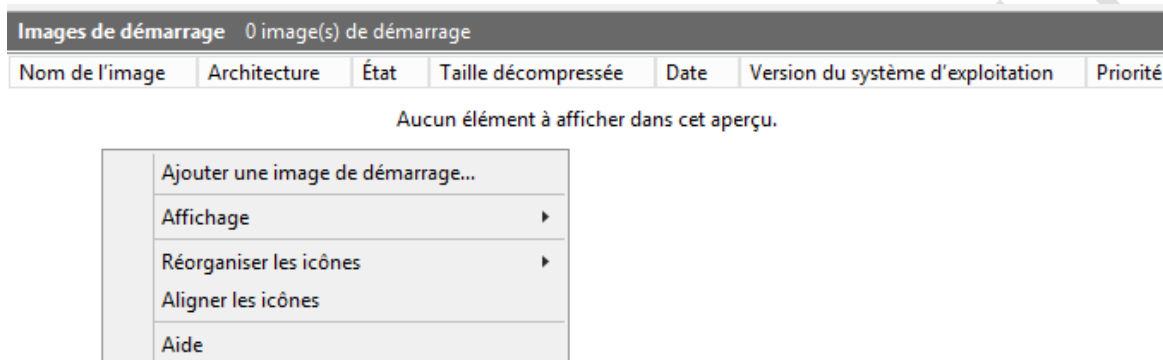 Images de démarrage 0 image(s) de démarrage
Nom de l'image Architecture État Taille décompressée Date Version du système d'exploitation Priorité
Aucun élément à afficher dans cet aperçu.
Ajouter une image de démarrage...
Affichage
Réorganiser les icônes
Aligner les icônes
Aide